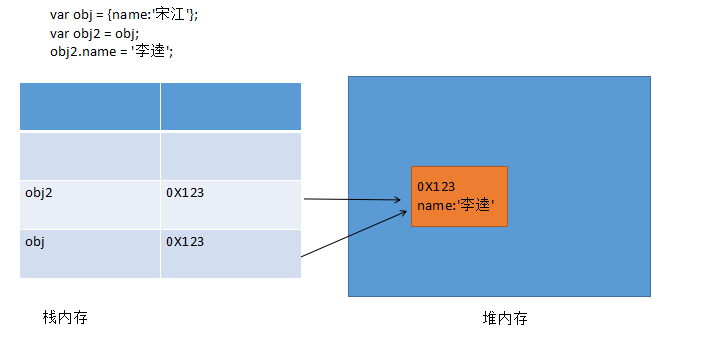 var obj = {name:'宋江'};
var obj2 = obj;
obj2.name = '李逵';
obj2 0X123
obj 0X123
0X123
name:'李逵'
栈内存
堆内存